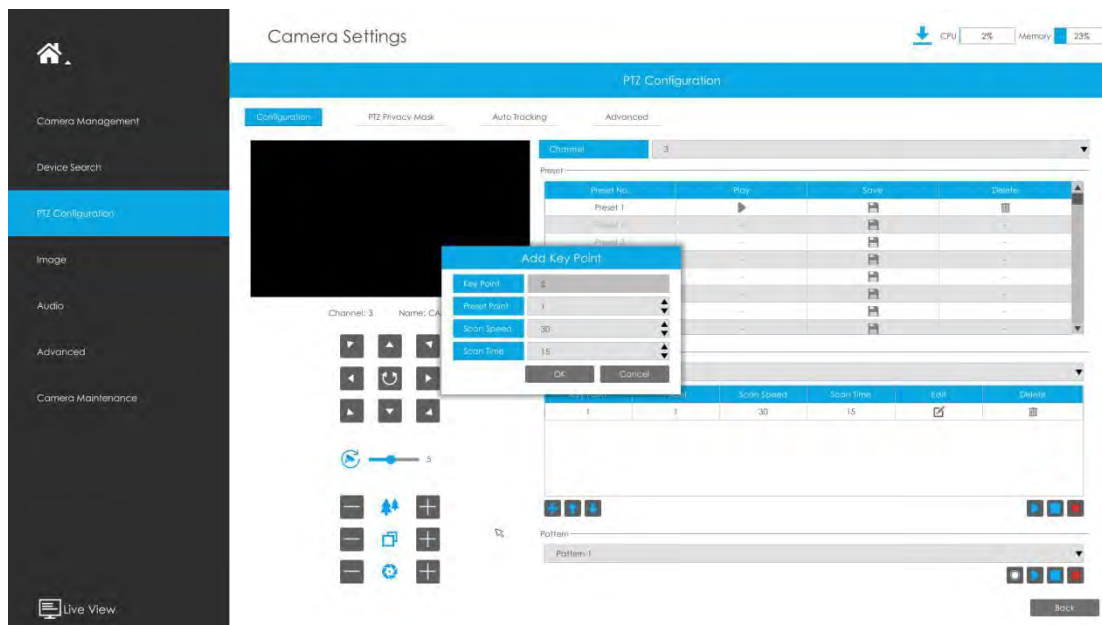 Camera Settings
CPU 2% Memory 23%
PTZ Configuration
Camera Management
Device Search
PTZ Configuration
Image
Audio
Advanced
Camera Maintenance
Live View
Configuration PTZ Privacy Mask Auto Tracking Advanced
Channel 3
Preset
Preset No. Play Save Delete
Preset 1
Add Key Point
Key Point 2
Preset Point 1
Scan Speed 30
Scan Time 15
OK Cancel
Channel: 3 Name: CA
Scan Speed Scan Time Edit Delete
1 1 30 15
5
Pattern
Pattern 1
Back